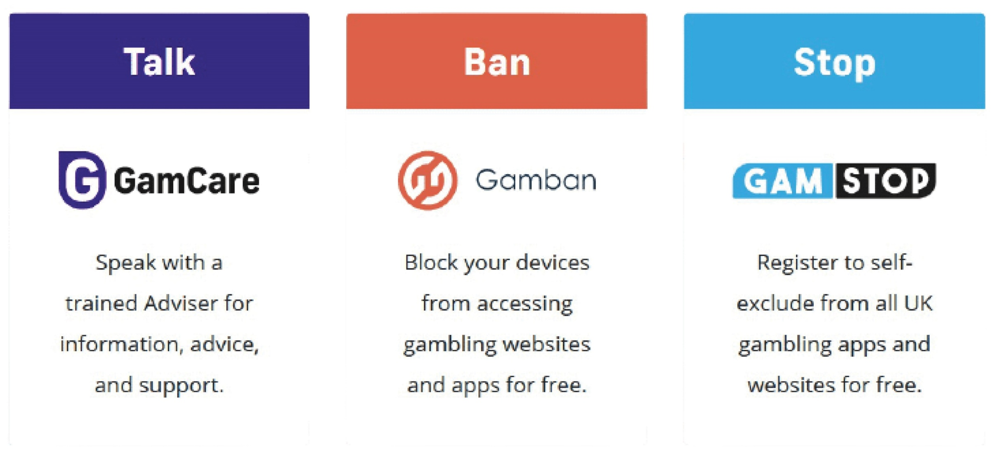 Talk
GamCare
Speak with a
trained Adviser for
information, advice,
and support.
Ban
Gamban
Block your devices
from accessing
gambling websites
and apps for free.
Stop
GAM STOP
Register to self-
exclude from all UK
gambling apps and
websites for free.